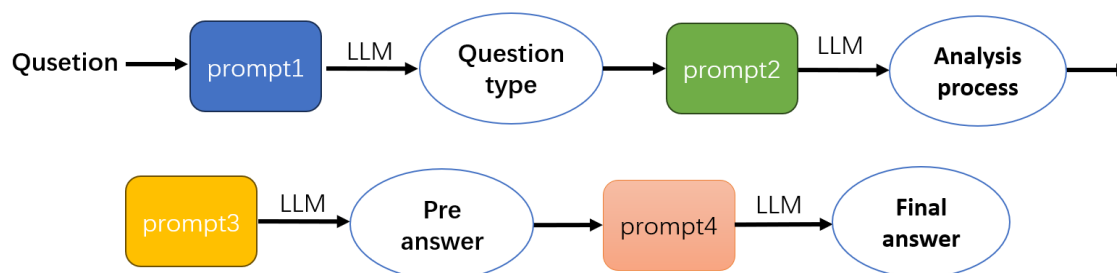 Qusetion prompt1 LLM Question type prompt2 LLM Analysis process
prompt3 LLM Pre answer prompt4 LLM Final answer